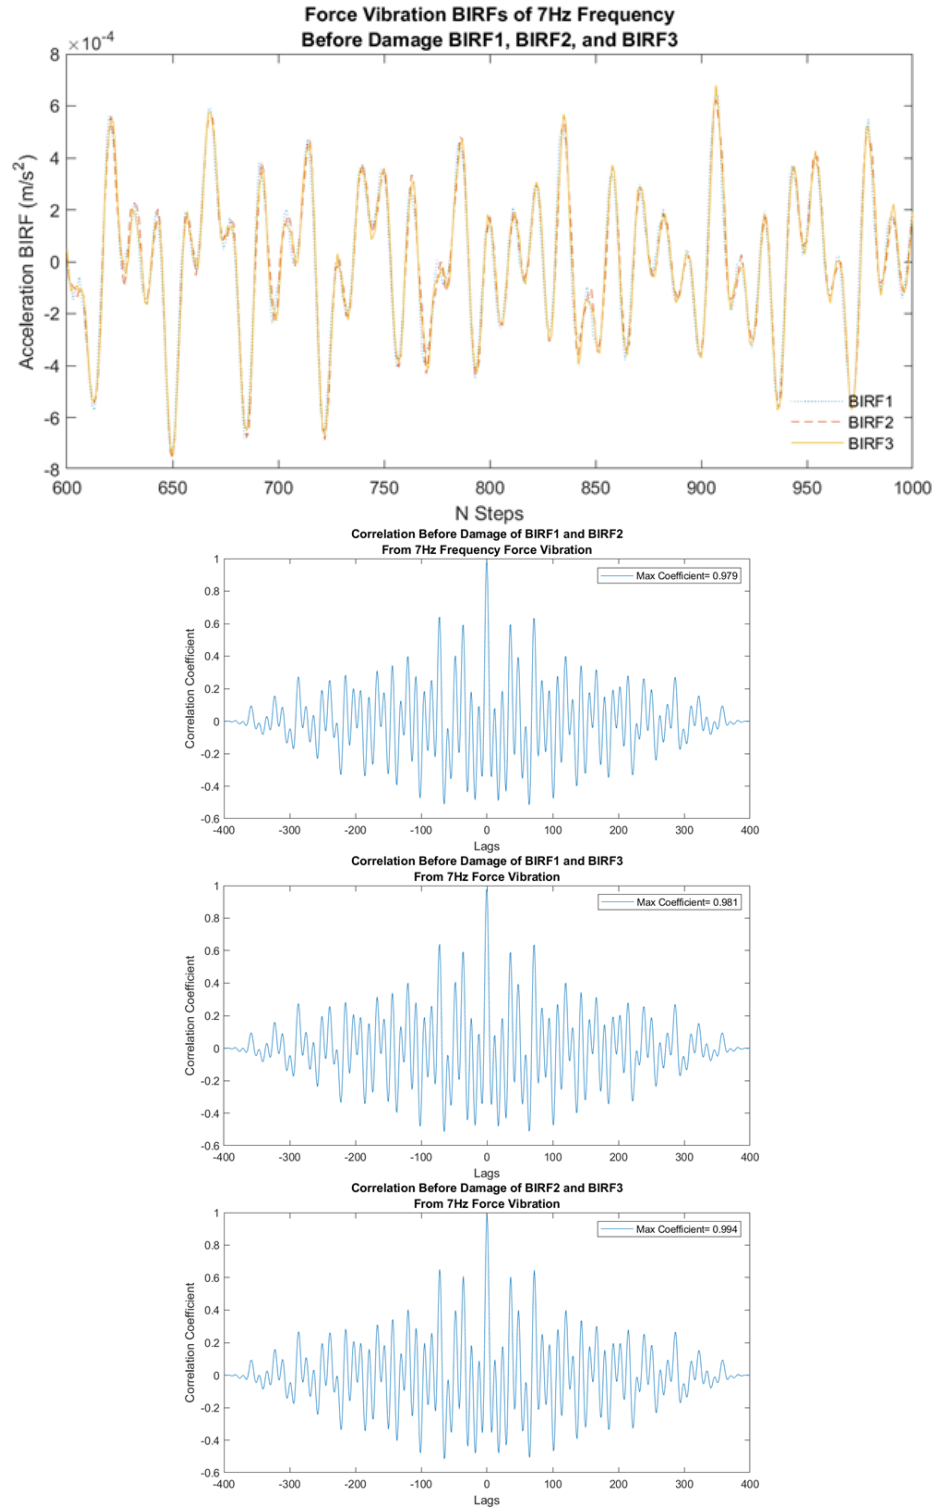 Force Vibration BIRFs of 7Hz Frequency
Before Damage BIRF1, BIRF2, and BIRF3
×10⁻⁴
8
6
4
2
0
-2
-4
-6
-8
Acceleration BIRF (m/s²)
BIRF1
BIRF2
BIRF3
600 650 700 750 800 850 900 950 1000
N Steps
Correlation Before Damage of BIRF1 and BIRF2
From 7Hz Frequency Force Vibration
Max Coefficient= 0.979
1
0.8
0.6
0.4
0.2
0
-0.2
-0.4
-0.6
Correlation Coefficient
-400 -300 -200 -100 0 100 200 300 400
Lags
Correlation Before Damage of BIRF1 and BIRF3
From 7Hz Force Vibration
Max Coefficient= 0.981
1
0.8
0.6
0.4
0.2
0
-0.2
-0.4
-0.6
Correlation Coefficient
-400 -300 -200 -100 0 100 200 300 400
Lags
Correlation Before Damage of BIRF2 and BIRF3
From 7Hz Force Vibration
Max Coefficient= 0.994
1
0.8
0.6
0.4
0.2
0
-0.2
-0.4
-0.6
Correlation Coefficient
-400 -300 -200 -100 0 100 200 300 400
Lags